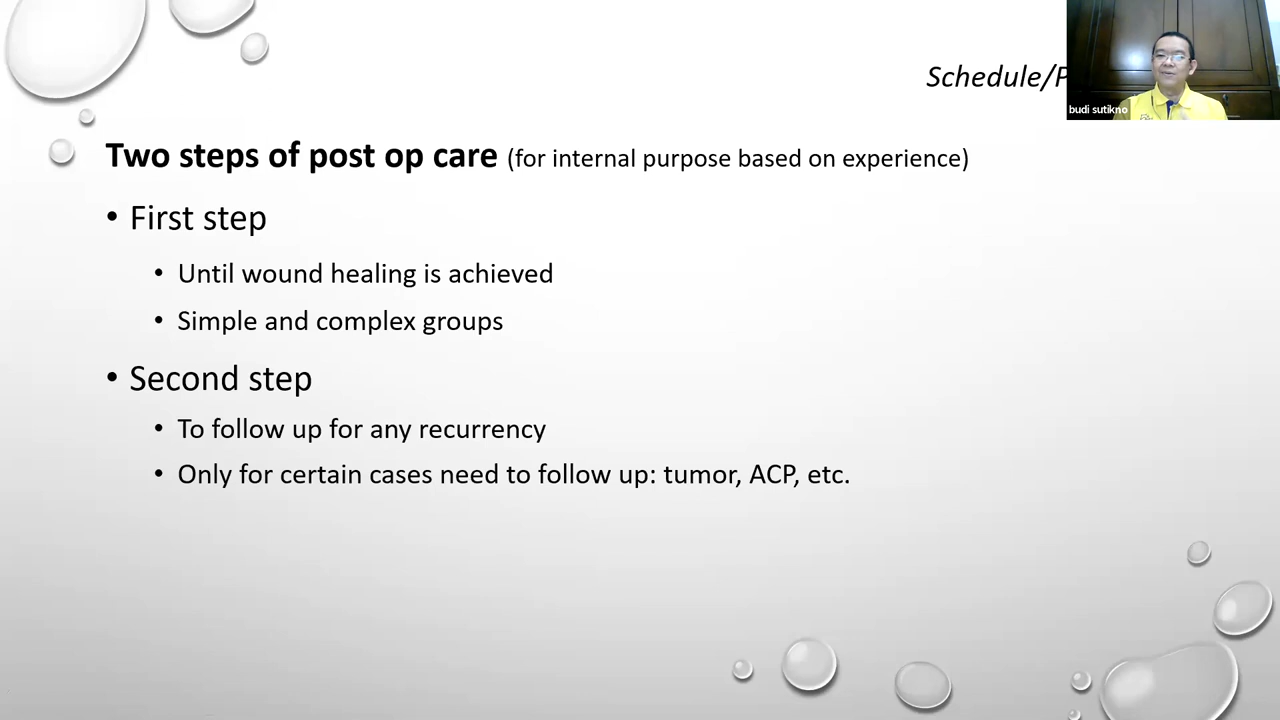 Schedule/P
budi sutikno
Two steps of post op care (for internal purpose based on experience)
• First step
• Until wound healing is achieved
• Simple and complex groups
• Second step
• To follow up for any recurrency
• Only for certain cases need to follow up: tumor, ACP, etc.